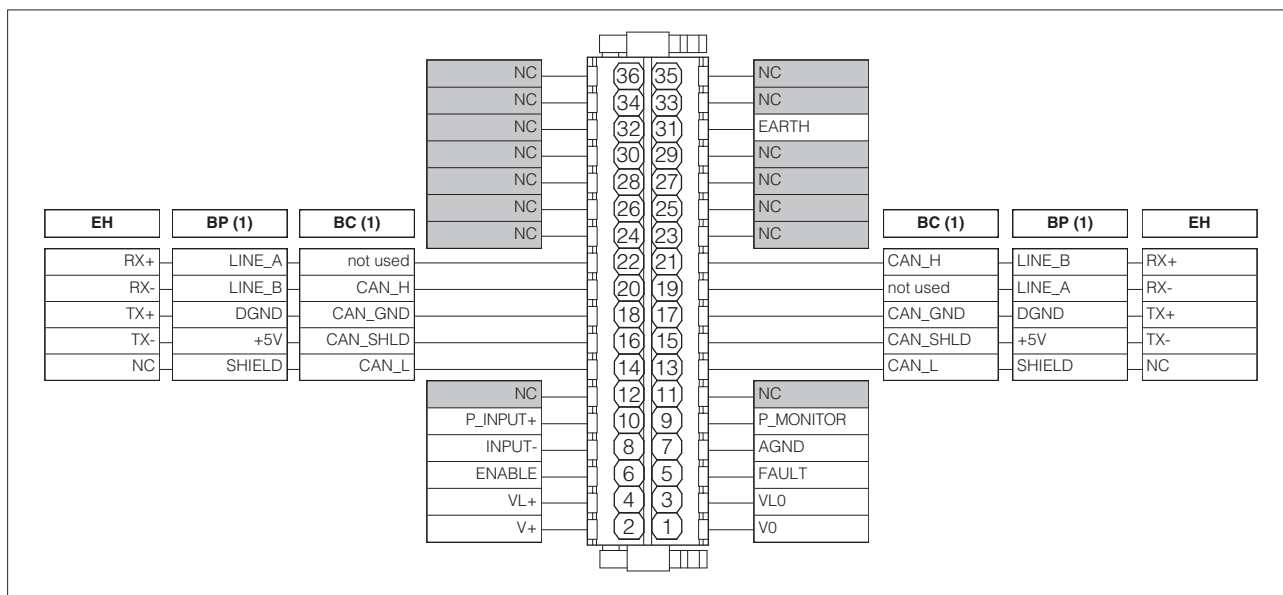 NC 36 35 NC
NC 34 33 NC
NC 32 31 EARTH
NC 30 29 NC
NC 28 27 NC
NC 26 25 NC
EH BP (1) BC (1) NC 24 23 NC BC (1) BP (1) EH
RX+ LINE_A not used 22 21 CAN_H LINE_B RX+
RX- LINE_B CAN_H 20 19 not used LINE_A RX-
TX+ DGND CAN_GND 18 17 CAN_GND DGND TX+
TX- +5V CAN_SHLD 16 15 CAN_SHLD +5V TX-
NC SHIELD CAN_L 14 13 CAN_L SHIELD NC
NC 12 11 NC
P_INPUT+ 10 9 P_MONITOR
INPUT- 8 7 AGND
ENABLE 6 5 FAULT
VL+ 4 3 VL0
V+ 2 1 V0